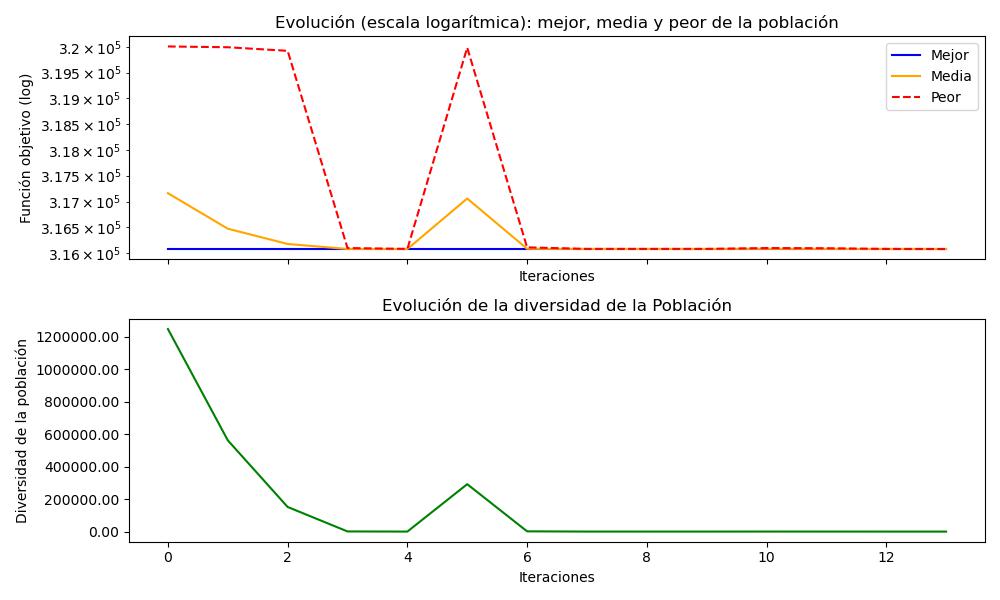 Evolución (escala logarítmica): mejor, media y peor de la población
Función objetivo (log)
3.2 × 10⁵
3.195 × 10⁵
3.19 × 10⁵
3.185 × 10⁵
3.18 × 10⁵
3.175 × 10⁵
3.17 × 10⁵
3.165 × 10⁵
3.16 × 10⁵
Mejor
Media
Peor
Iteraciones
Evolución de la diversidad de la Población
Diversidad de la población
1200000.00
1000000.00
800000.00
600000.00
400000.00
200000.00
0.00
0 2 4 6 8 10 12
Iteraciones